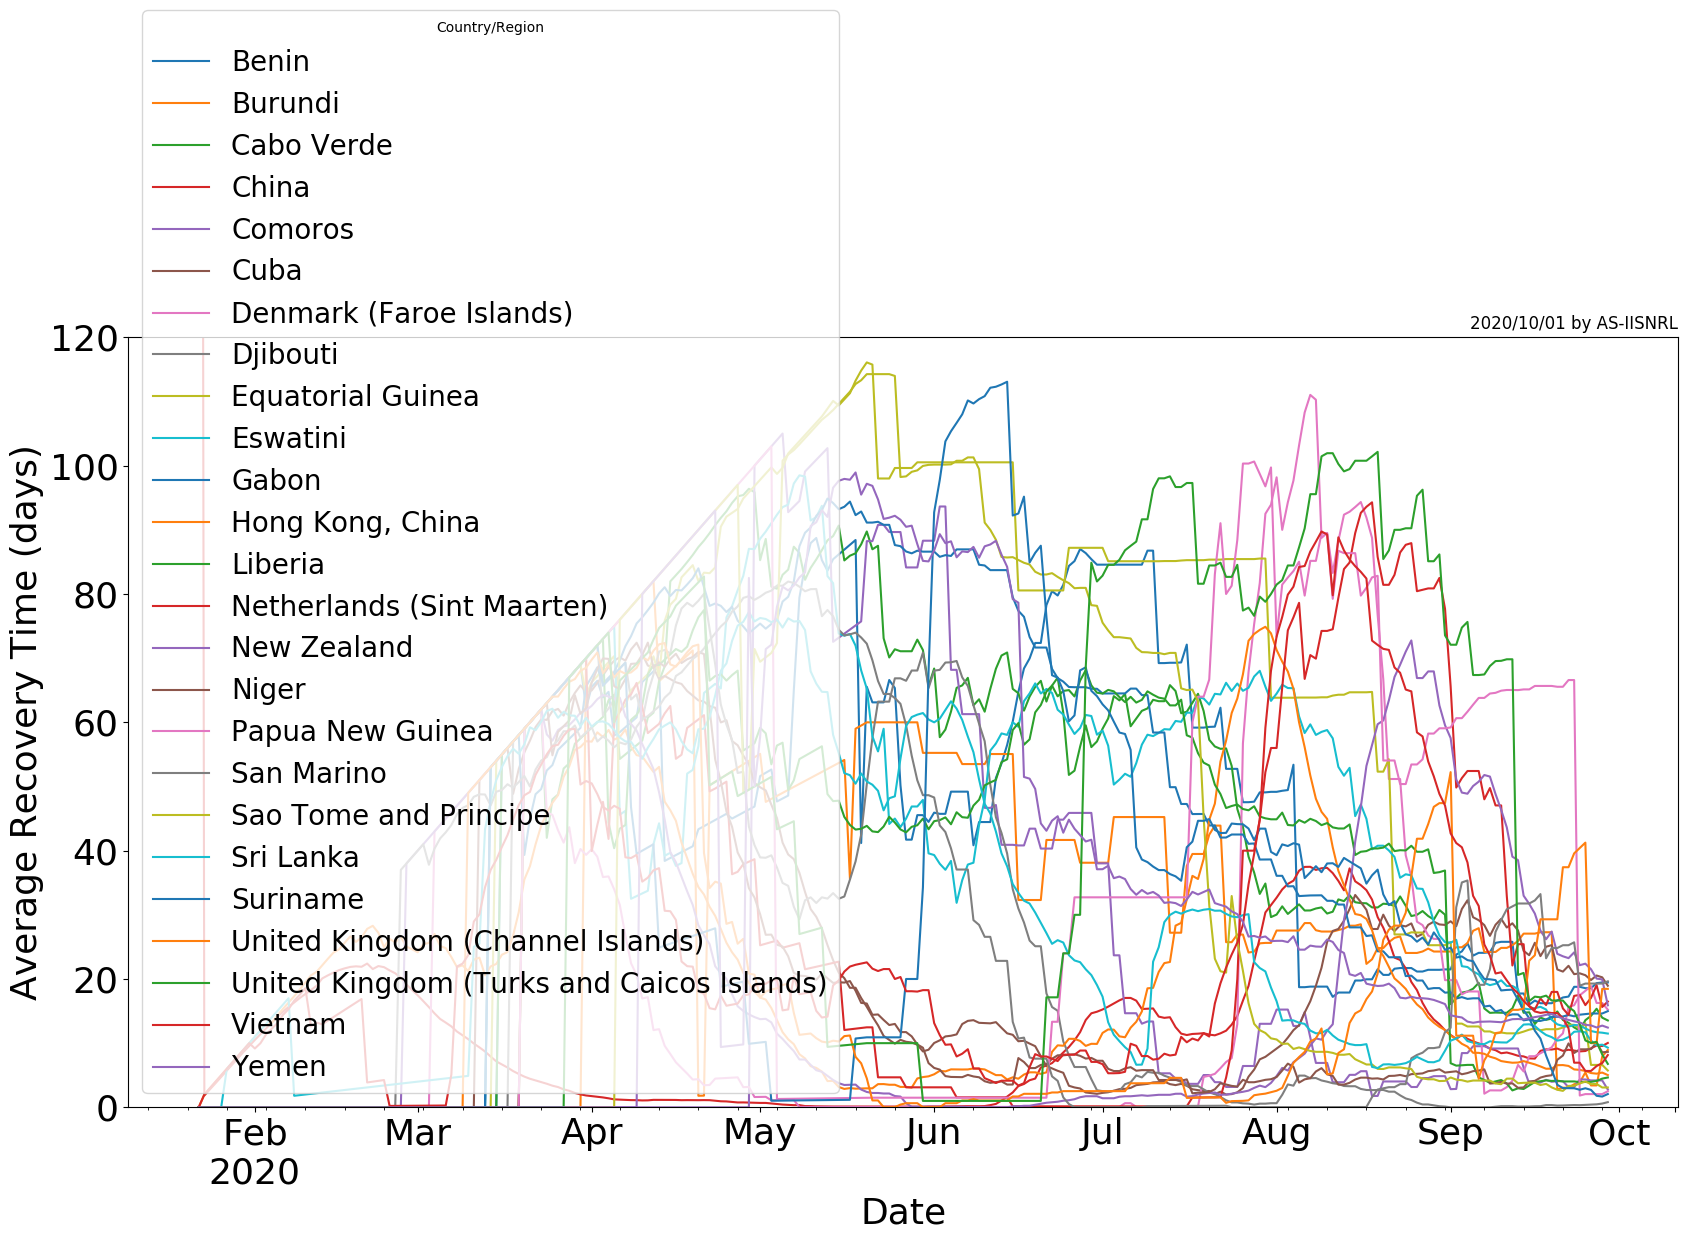 Country/Region
Benin
Burundi
Cabo Verde
China
Comoros
Cuba
Denmark (Faroe Islands)
Djibouti
Equatorial Guinea
Eswatini
Gabon
Hong Kong, China
Liberia
Netherlands (Sint Maarten)
New Zealand
Niger
Papua New Guinea
San Marino
Sao Tome and Principe
Sri Lanka
Suriname
United Kingdom (Channel Islands)
United Kingdom (Turks and Caicos Islands)
Vietnam
Yemen
2020/10/01 by AS-IISNRL
Average Recovery Time (days)
120
100
80
60
40
20
0
Feb Mar Apr May Jun Jul Aug Sep Oct
2020
Date